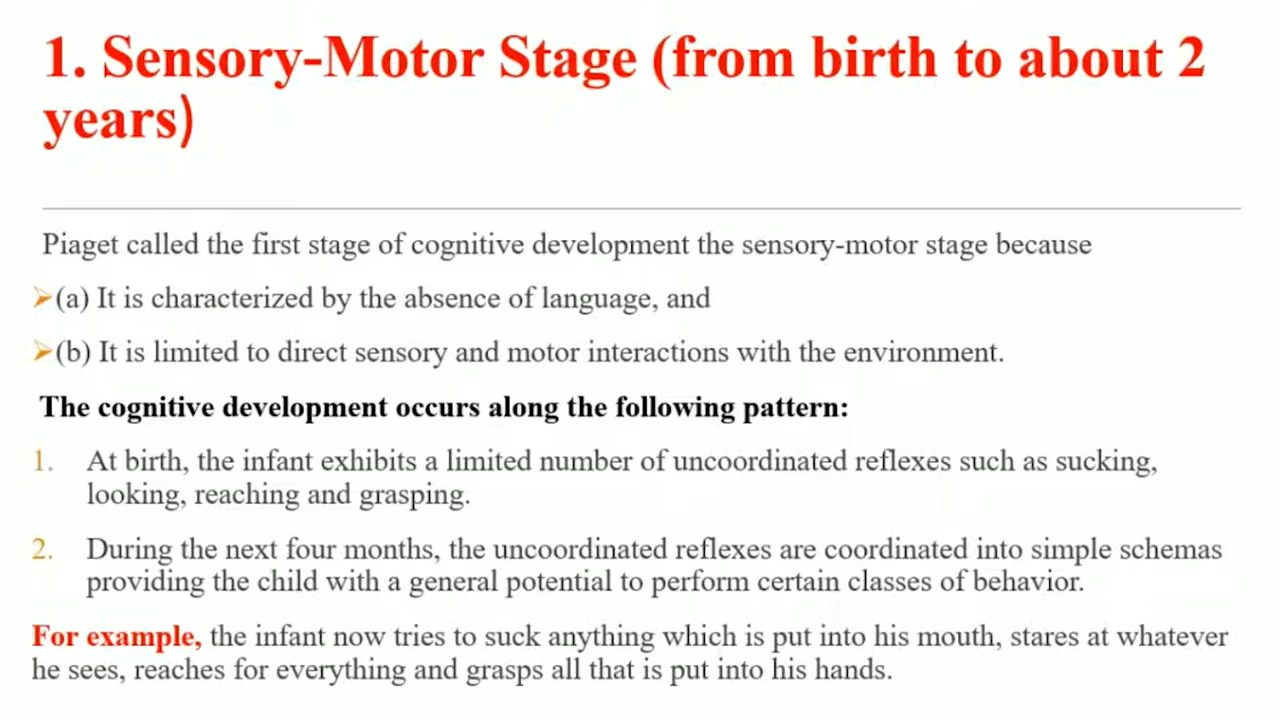 1. Sensory-Motor Stage (from birth to about 2
years)
Piaget called the first stage of cognitive development the sensory-motor stage because
➢(a) It is characterized by the absence of language, and
➢(b) It is limited to direct sensory and motor interactions with the environment.
The cognitive development occurs along the following pattern:
1. At birth, the infant exhibits a limited number of uncoordinated reflexes such as sucking,
looking, reaching and grasping.
2. During the next four months, the uncoordinated reflexes are coordinated into simple schemas
providing the child with a general potential to perform certain classes of behavior.
For example, the infant now tries to suck anything which is put into his mouth, stares at whatever
he sees, reaches for everything and grasps all that is put into his hands.